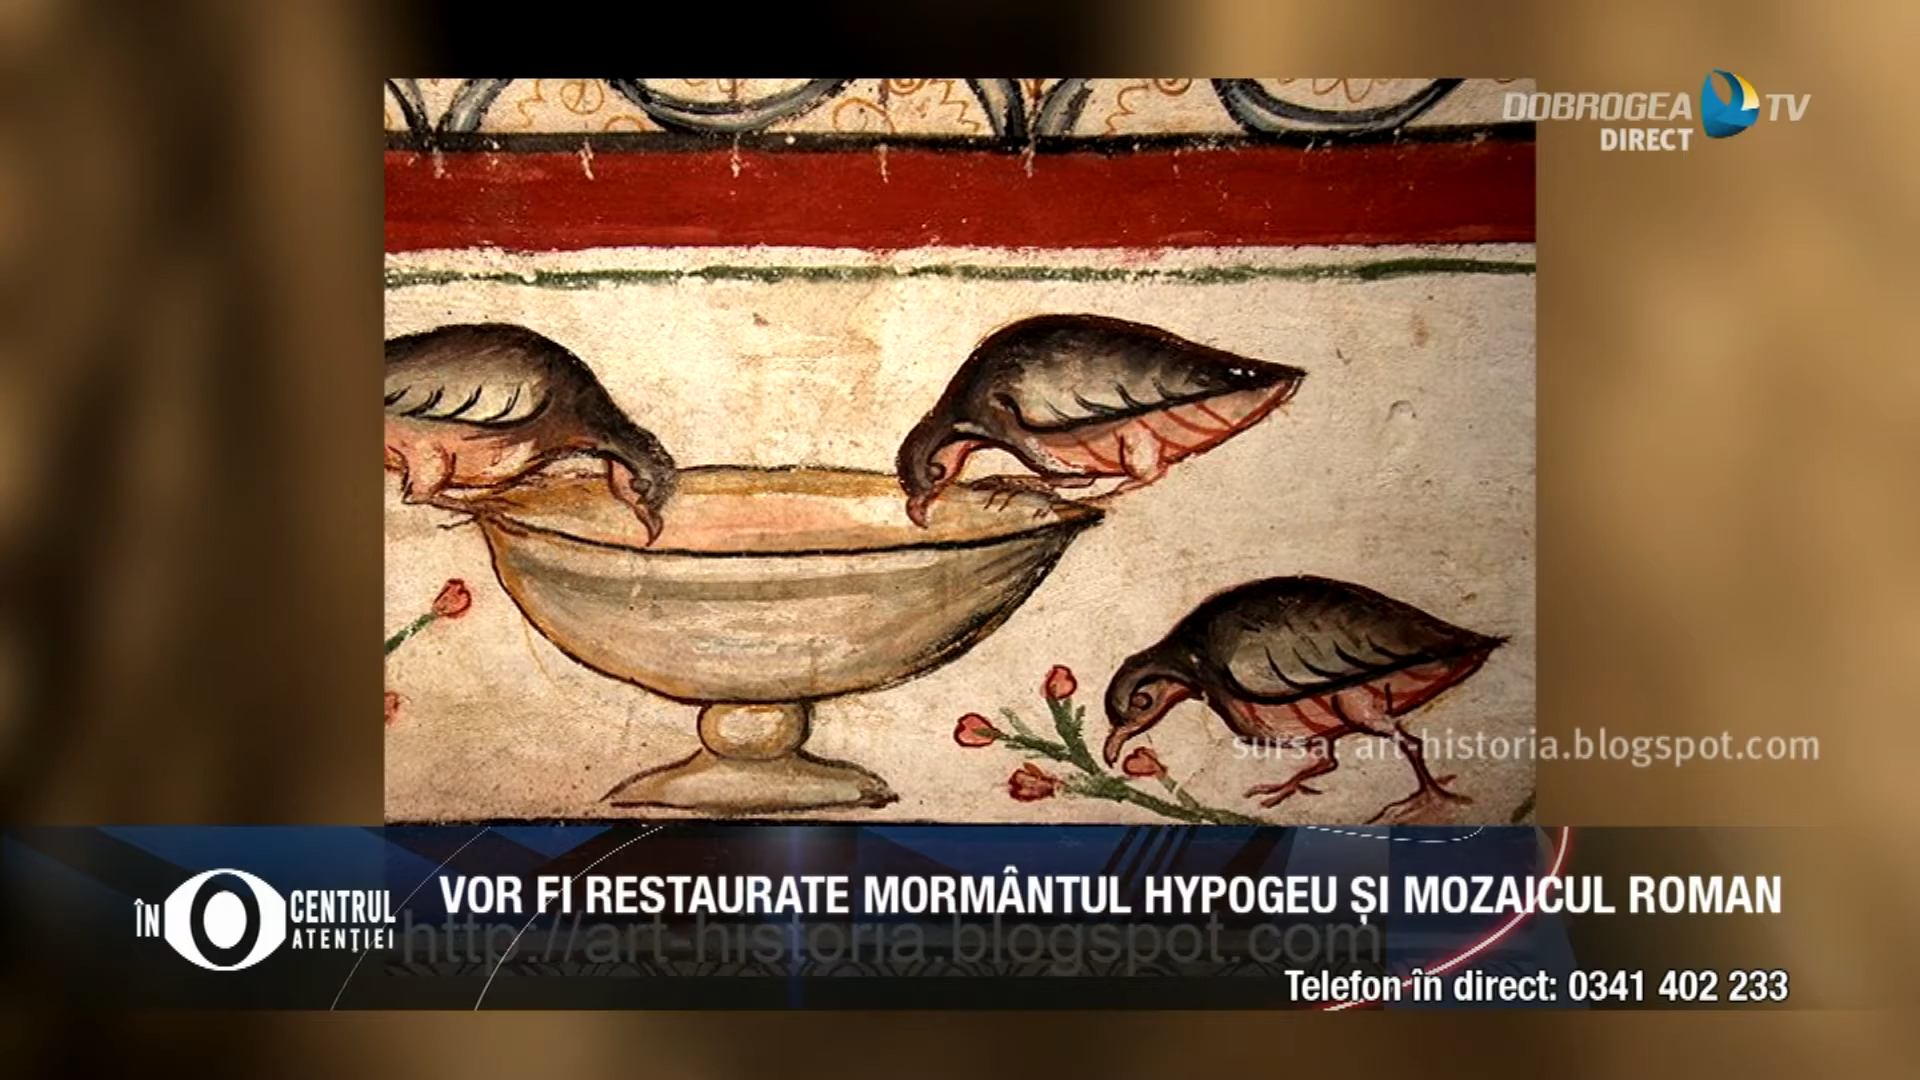 DOBROGEA TV
DIRECT
sursa: art-historia.blogspot.com
ÎN CENTRUL
ATENȚIEI
VOR FI RESTAURATE MORMÂNTUL HYPOGEU ȘI MOZAICUL ROMAN
http://art-historia.blogspot.com
Telefon în direct: 0341 402 233